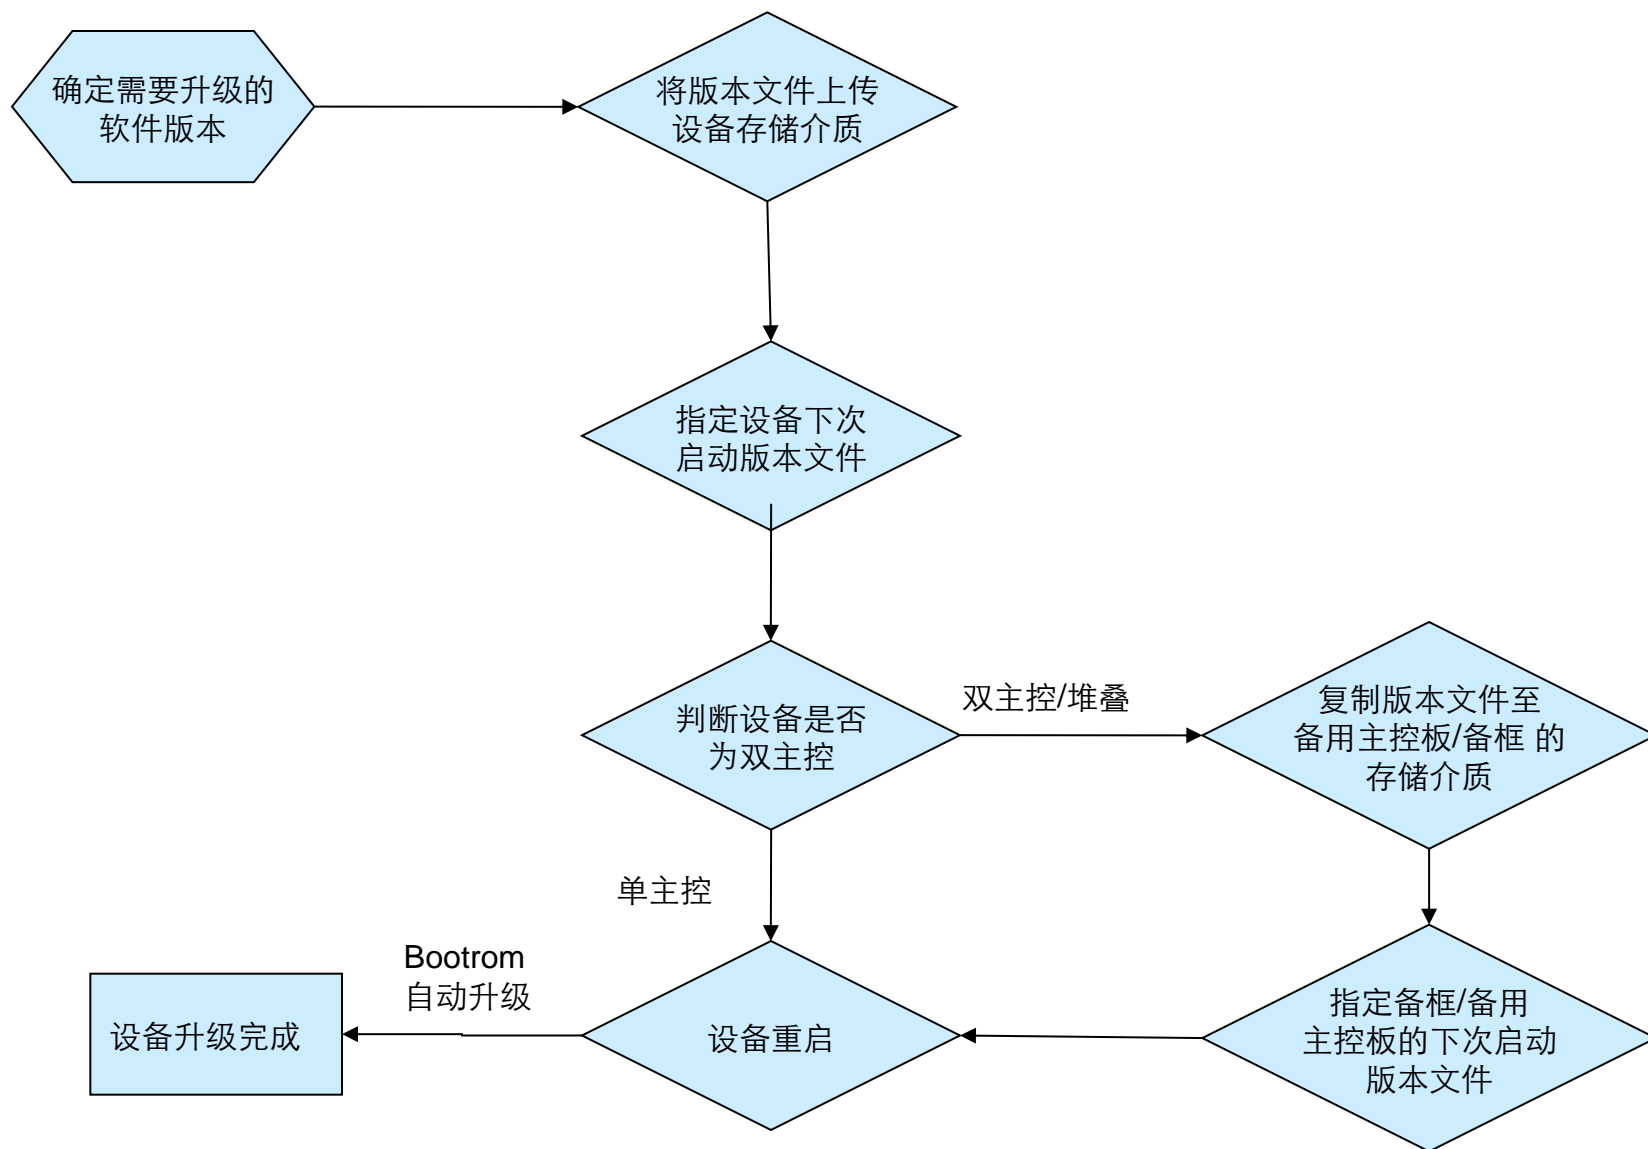 确定需要升级的
软件版本
将版本文件上传
设备存储介质
指定设备下次
启动版本文件
判断设备是否
为双主控
双主控/堆叠
复制版本文件至
备用主控板/备框 的
存储介质
单主控
Bootrom
自动升级
设备升级完成
设备重启
指定备框/备用
主控板的下次启动
版本文件